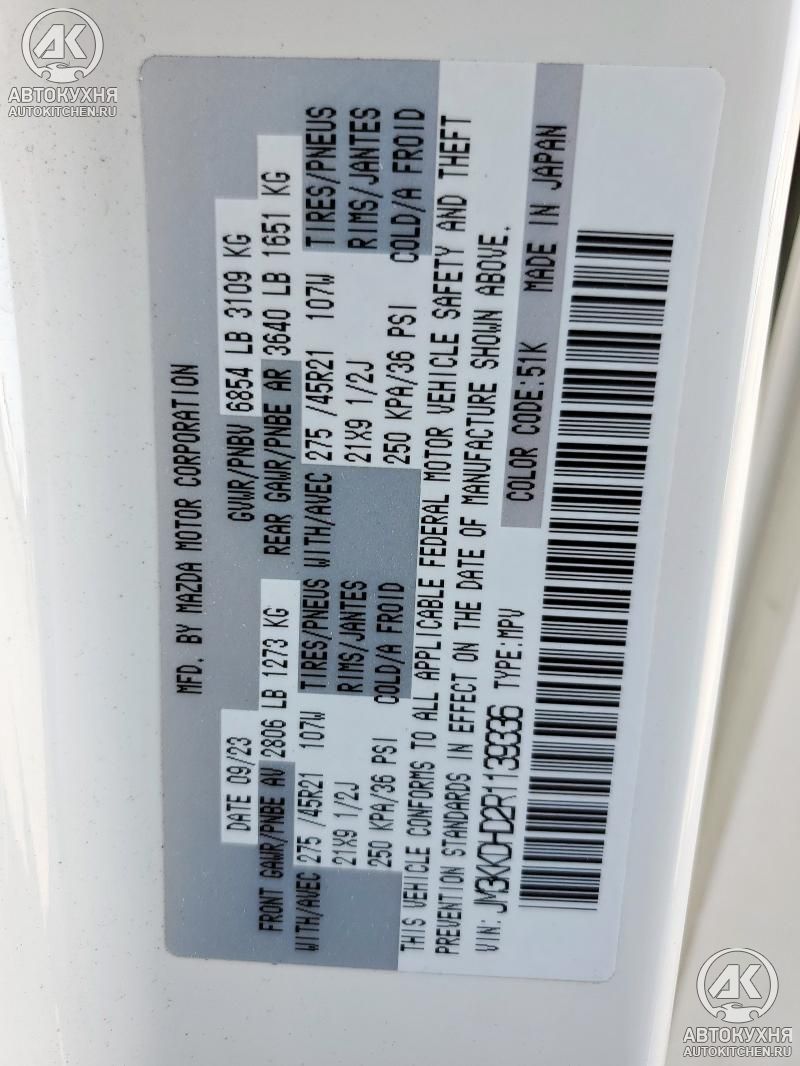 АВТОКУХНЯ
AUTOKITCHEN.RU
MFD. BY MAZDA MOTOR CORPORATION
DATE 09/23 GVWR/PNBV 6854 LB 3109 KG
FRONT GAWR/PNBE AV 2806 LB 1273 KG REAR GAWR/PNBE AR 3640 LB 1651 KG
WITH/AVEC 275 /45R21 107W TIRES/PNEUS WITH/AVEC 275 /45R21 107W TIRES/PNEUS
21X9 1/2J RIMS/JANTES 21X9 1/2J RIMS/JANTES
250 KPA/36 PSI COLD/A FROID 250 KPA/36 PSI COLD/A FROID
THIS VEHICLE CONFORMS TO ALL APPLICABLE FEDERAL MOTOR VEHICLE SAFETY AND THEFT
PREVENTION STANDARDS IN EFFECT ON THE DATE OF MANUFACTURE SHOWN ABOVE.
VIN: JM3KKDHD2R1139336 TYPE:MPV COLOR CODE:51K MADE IN JAPAN
АВТОКУХНЯ
AUTOKITCHEN.RU